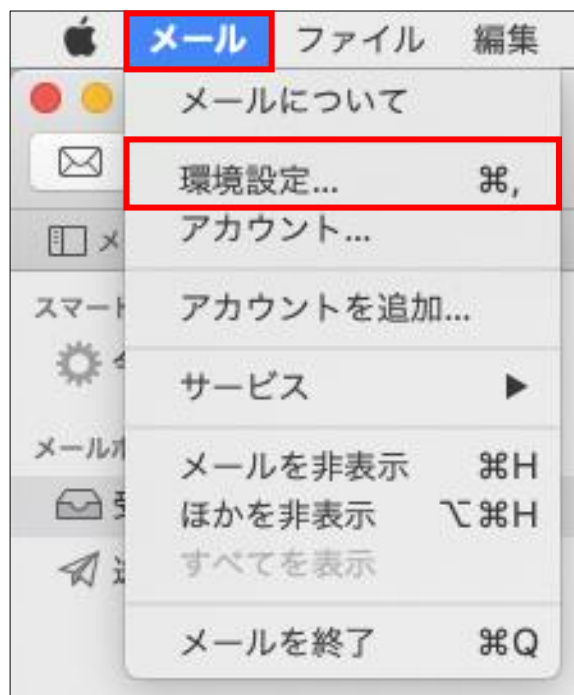 メール ファイル 編集
メールについて
環境設定... ⌘,
アカウント...
アカウントを追加...
サービス ▶
メールを非表示 ⌘H
ほかを非表示 ⌥⌘H
すべてを表示
メールを終了 ⌘Q
メ
スマート
メール